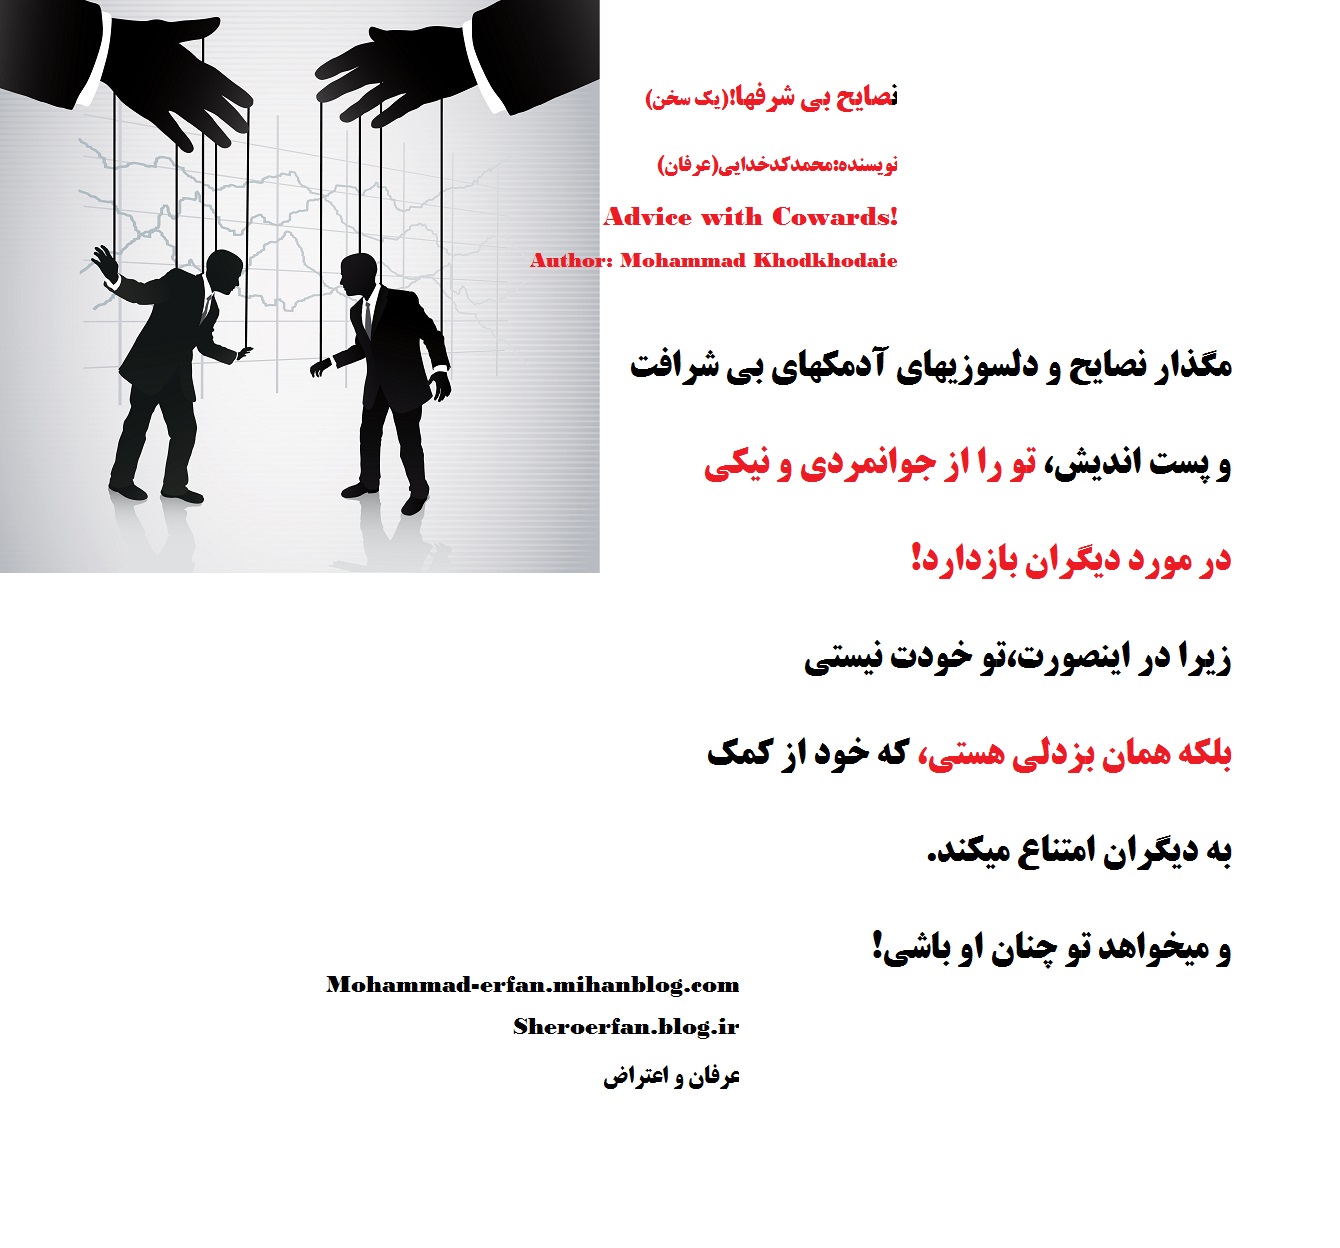 نصایح بی شرفها!(یک سخن)
نویسنده:محمدکدخدایی(عرفان)
Advice with Cowards!
Author: Mohammad Khodkhodaie
مگذار نصایح و دلسوزیهای آدمکهای بی شرافت
و پست اندیش، تو را از جوانمردی و نیکی
در مورد دیگران بازدارد!
زیرا در اینصورت،تو خودت نیستی
بلکه همان بزدلی هستی، که خود از کمک
به دیگران امتناع میکند.
و میخواهد تو چنان او باشی!
Mohammad-erfan.mihanblog.com
Sheroerfan.blog.ir
عرفان و اعتراض